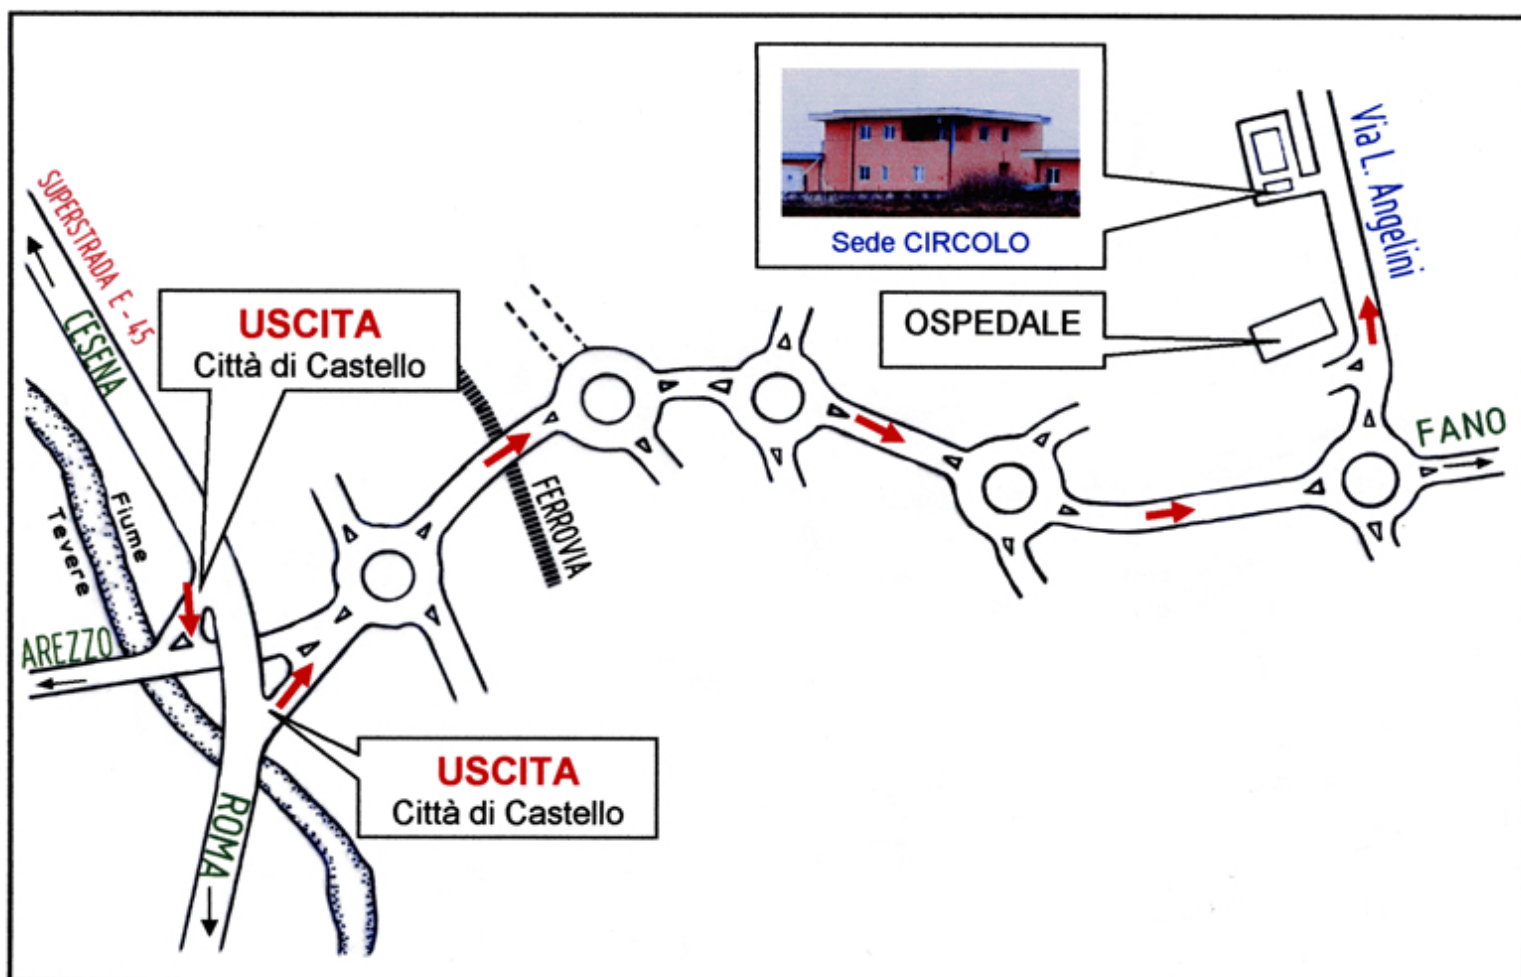 Via L. Angelini
Sede CIRCOLO
SUPERSTRADA E-45
CESENA
USCITA
Città di Castello
OSPEDALE
FANO
FERROVIA
Fiume
Tevere
AREZZO
USCITA
Città di Castello
ROMA